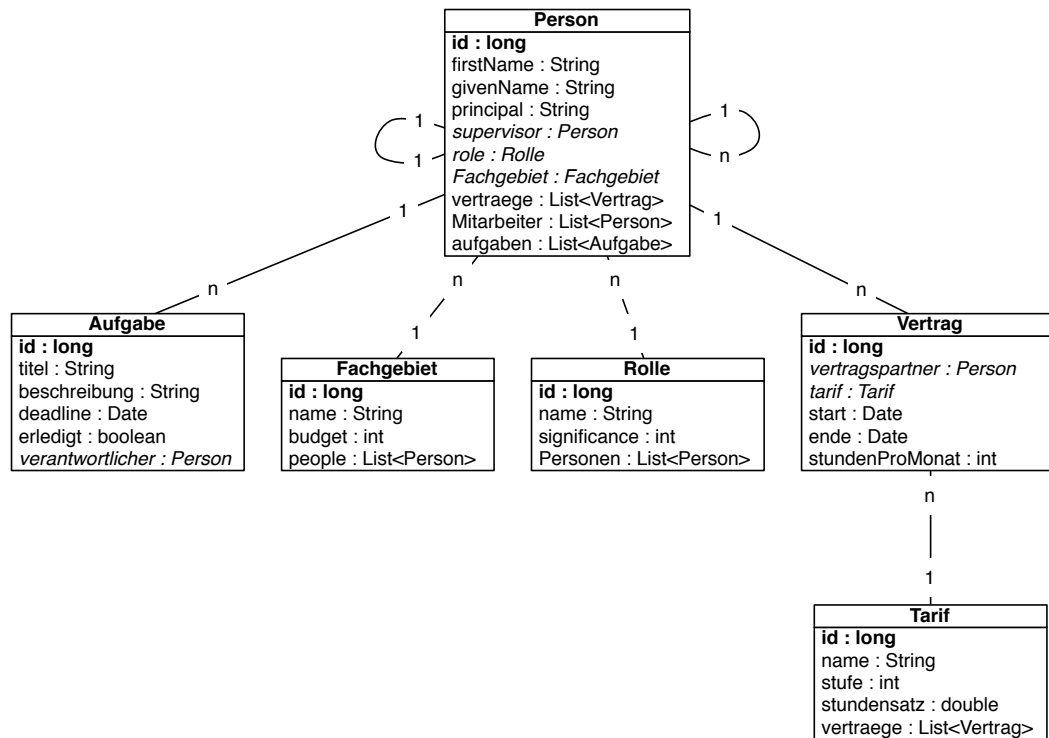 Person
id : long
firstName : String
givenName : String
principal : String
supervisor : Person
role : Rolle
Fachgebiet : Fachgebiet
vertraege : List<Vertrag>
Mitarbeiter : List<Person>
aufgaben : List<Aufgabe>
1
1
1
n
1
n
n
1
n
1
1
n
Aufgabe
id : long
titel : String
beschreibung : String
deadline : Date
erledigt : boolean
verantwortlicher : Person
Fachgebiet
id : long
name : String
budget : int
people : List<Person>
Rolle
id : long
name : String
significance : int
Personen : List<Person>
Vertrag
id : long
vertragspartner : Person
tarif : Tarif
start : Date
ende : Date
stundenProMonat : int
n
1
Tarif
id : long
name : String
stufe : int
stundensatz : double
vertraege : List<Vertrag>